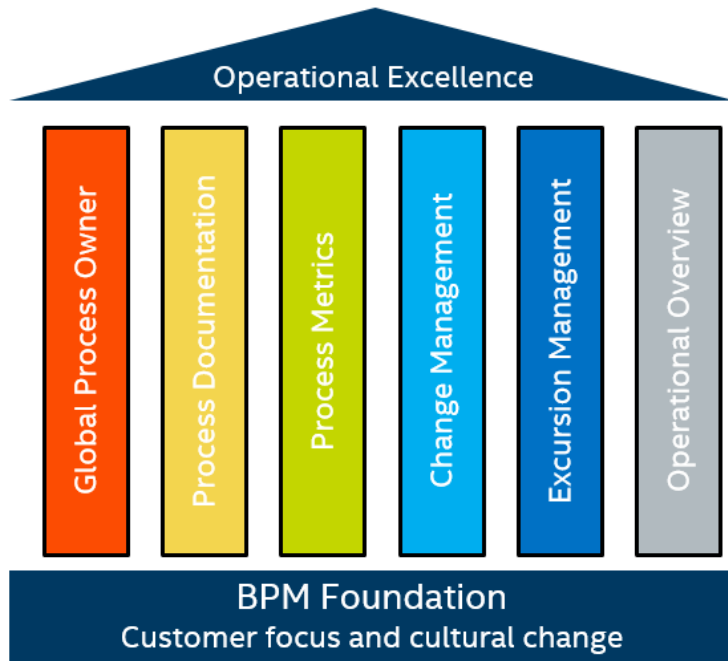 Operational Excellence
Global Process Owner
Process Documentation
Process Metrics
Change Management
Excursion Management
Operational Overview
BPM Foundation
Customer focus and cultural change